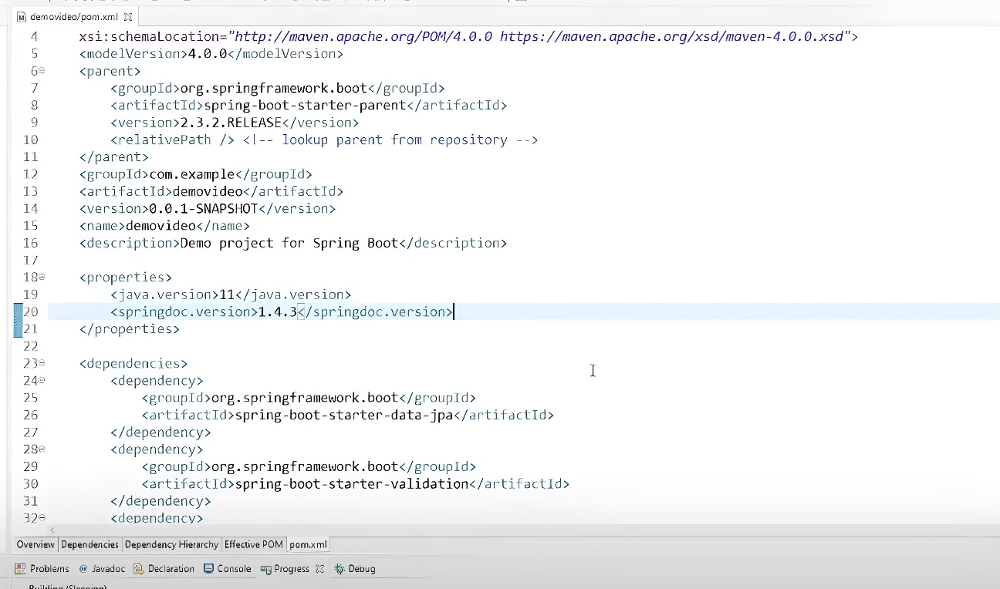 demovideo/pom.xml
4 xsi:schemaLocation="http://maven.apache.org/POM/4.0.0 https://maven.apache.org/xsd/maven-4.0.0.xsd">
5 <modelVersion>4.0.0</modelVersion>
6 <parent>
7 <groupId>org.springframework.boot</groupId>
8 <artifactId>spring-boot-starter-parent</artifactId>
9 <version>2.3.2.RELEASE</version>
10 <relativePath /> <!-- lookup parent from repository -->
11 </parent>
12 <groupId>com.example</groupId>
13 <artifactId>demovideo</artifactId>
14 <version>0.0.1-SNAPSHOT</version>
15 <name>demovideo</name>
16 <description>Demo project for Spring Boot</description>
17
18 <properties>
19 <java.version>11</java.version>
20 <springdoc.version>1.4.3</springdoc.version>
21 </properties>
22
23 <dependencies>
24 <dependency>
25 <groupId>org.springframework.boot</groupId>
26 <artifactId>spring-boot-starter-data-jpa</artifactId>
27 </dependency>
28 <dependency>
29 <groupId>org.springframework.boot</groupId>
30 <artifactId>spring-boot-starter-validation</artifactId>
31 </dependency>
32 <dependency>
Overview Dependencies Dependency Hierarchy Effective POM pom.xml
Problems Javadoc Declaration Console Progress Debug
Building (Sleeping)